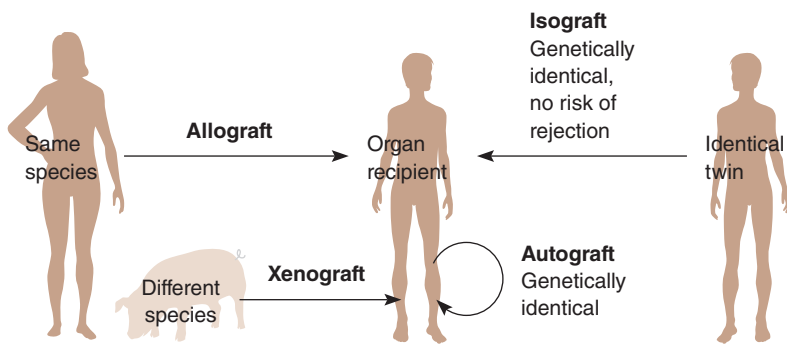 Isograft
Genetically
identical,
no risk of
rejection
Allograft
Same
species
Organ
recipient
Identical
twin
Xenograft
Different
species
Autograft
Genetically
identical